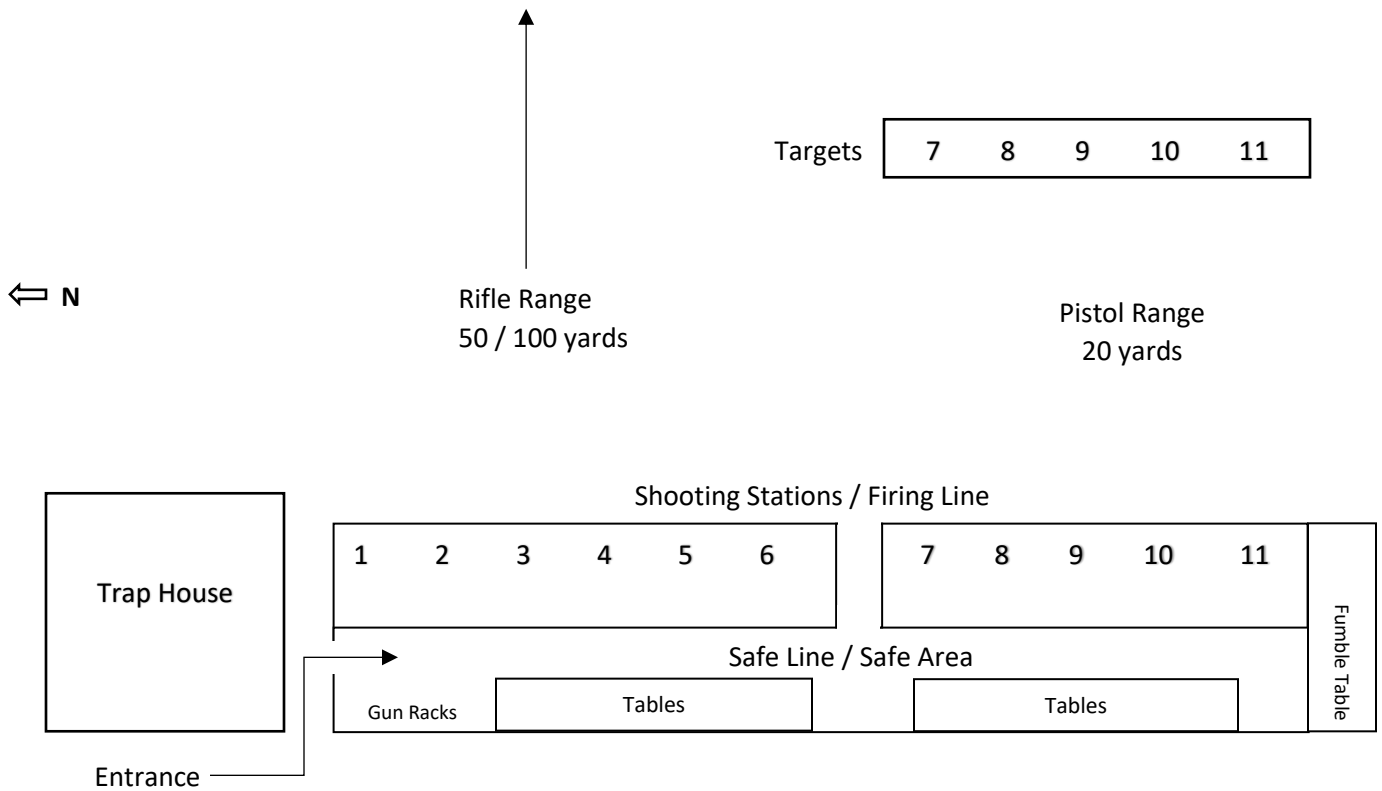 Targets
7 8 9 10 11
N
Rifle Range
50 / 100 yards
Pistol Range
20 yards
Shooting Stations / Firing Line
Trap House
1 2 3 4 5 6
7 8 9 10 11
Fumble Table
Safe Line / Safe Area
Gun Racks
Tables
Tables
Entrance